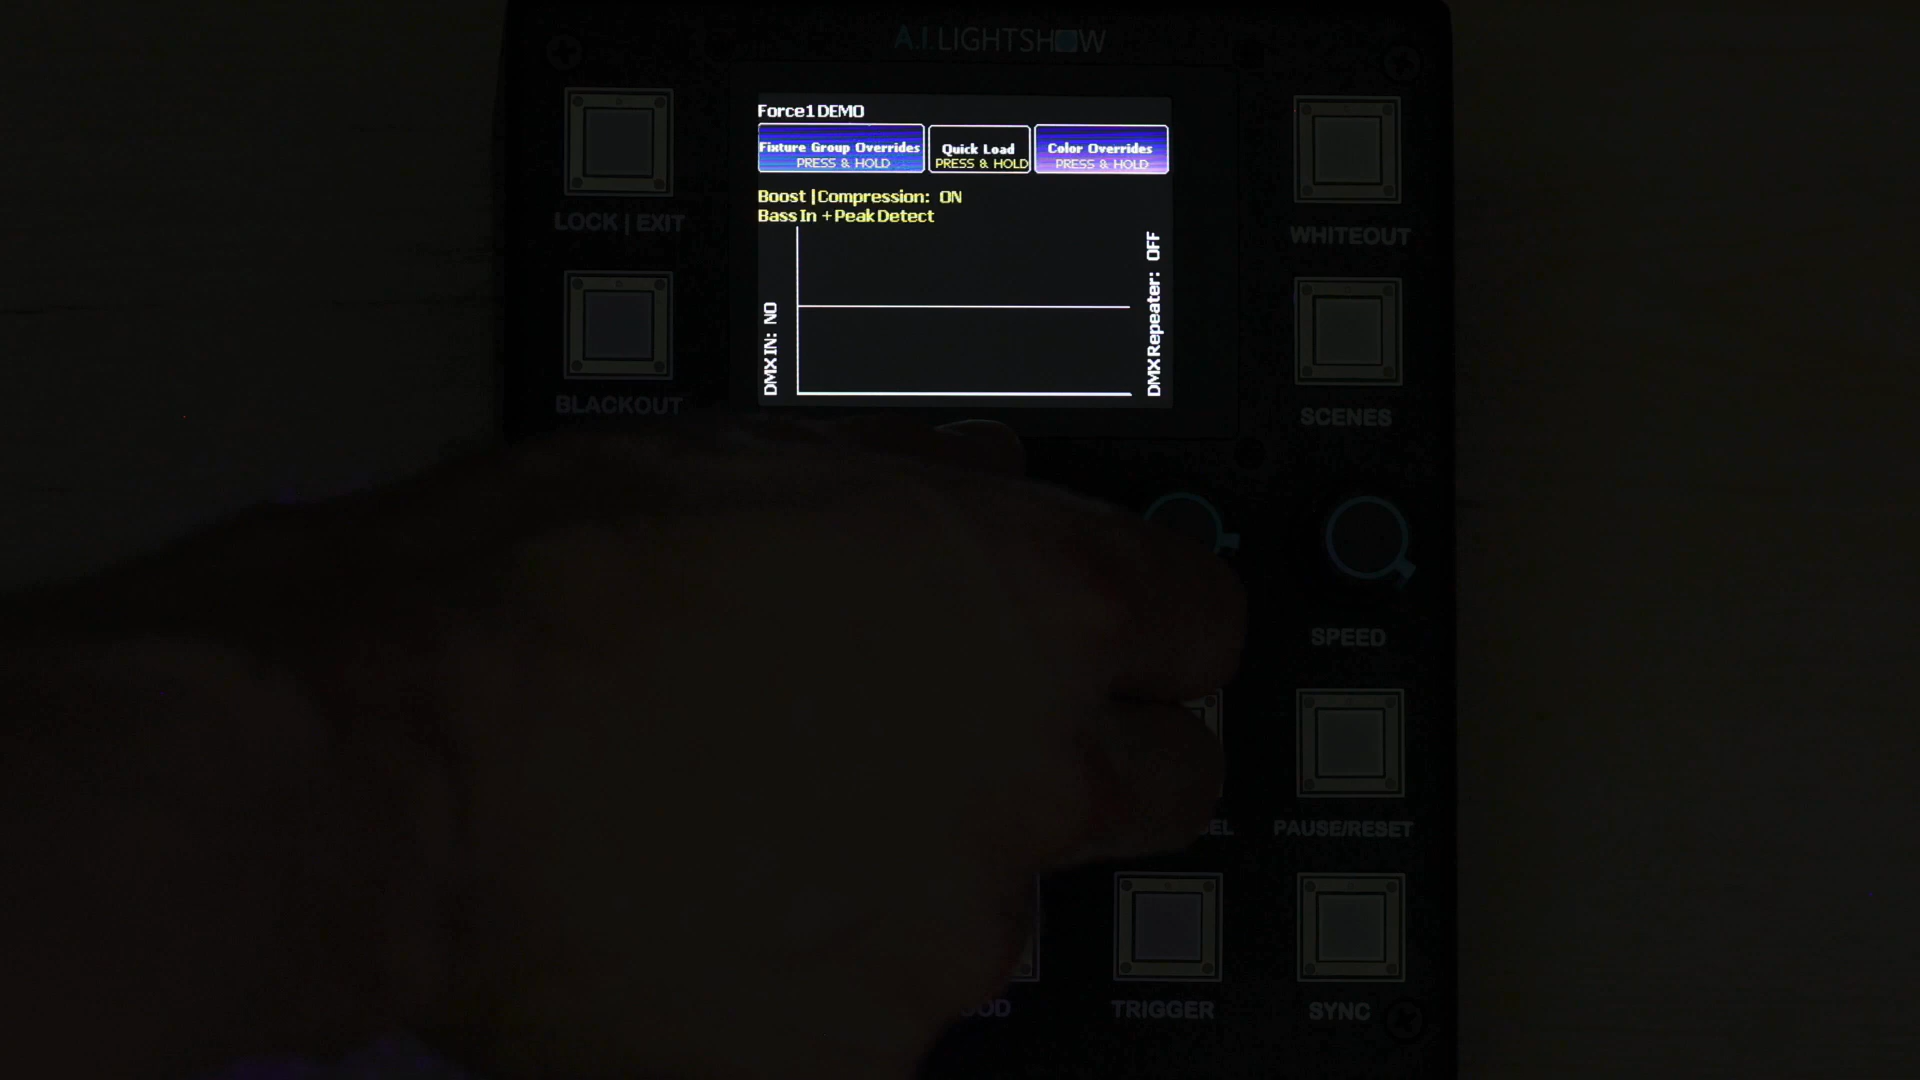 A.I.LIGHTSHOW
Force1 DEMO
Fixture Group Overrides
PRESS & HOLD
Quick Load
PRESS & HOLD
Color Overrides
PRESS & HOLD
Boost | Compression: ON
Bass In + Peak Detect
DMX IN: NO
DMX Repeater: OFF
LOCK | EXIT
WHITEOUT
BLACKOUT
SCENES
SPEED
PAUSE/RESET
TRIGGER
SYNC